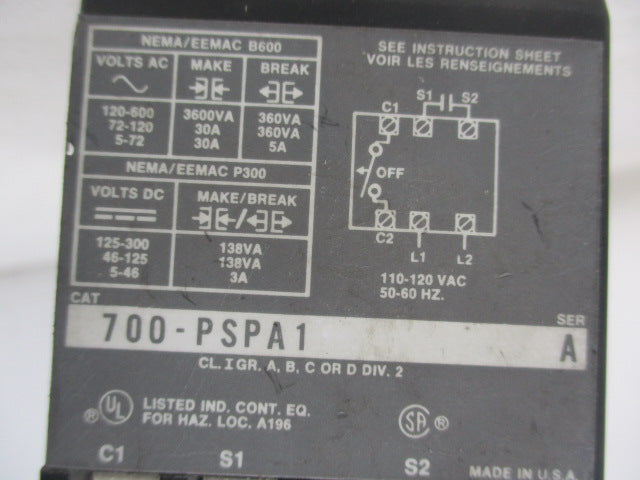 NEMA/EEMAC B600
VOLTS AC MAKE BREAK
120-600 3600VA 360VA
72-120 30A 360VA
5-72 30A 5A
NEMA/EEMAC P300
VOLTS DC MAKE/BREAK
125-300 138VA
46-125 138VA
5-46 3A
SEE INSTRUCTION SHEET
VOIR LES RENSEIGNEMENTS
S1 S2
C1
OFF
C2 L1 L2
110-120 VAC
50-60 HZ.
CAT SER
700-PSPA1 A
CL. I GR. A, B, C OR D DIV. 2
UL LISTED IND. CONT. EQ.
FOR HAZ. LOC. A196
SA ®
C1 S1 S2 MADE IN U.S.A.